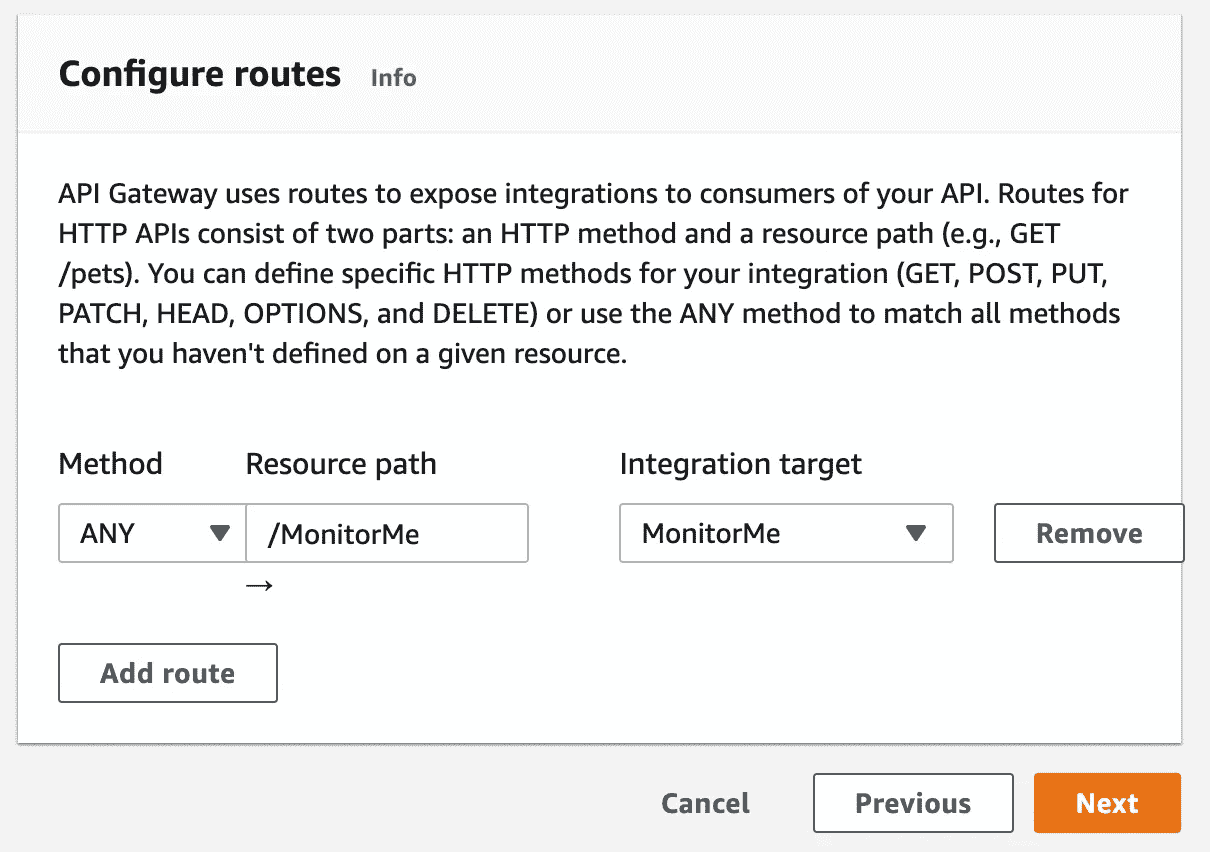 Configure routes Info
API Gateway uses routes to expose integrations to consumers of your API. Routes for
HTTP APIs consist of two parts: an HTTP method and a resource path (e.g., GET
/pets). You can define specific HTTP methods for your integration (GET, POST, PUT,
PATCH, HEAD, OPTIONS, and DELETE) or use the ANY method to match all methods
that you haven't defined on a given resource.
Method Resource path Integration target
ANY /MonitorMe MonitorMe Remove
→
Add route
Cancel Previous Next